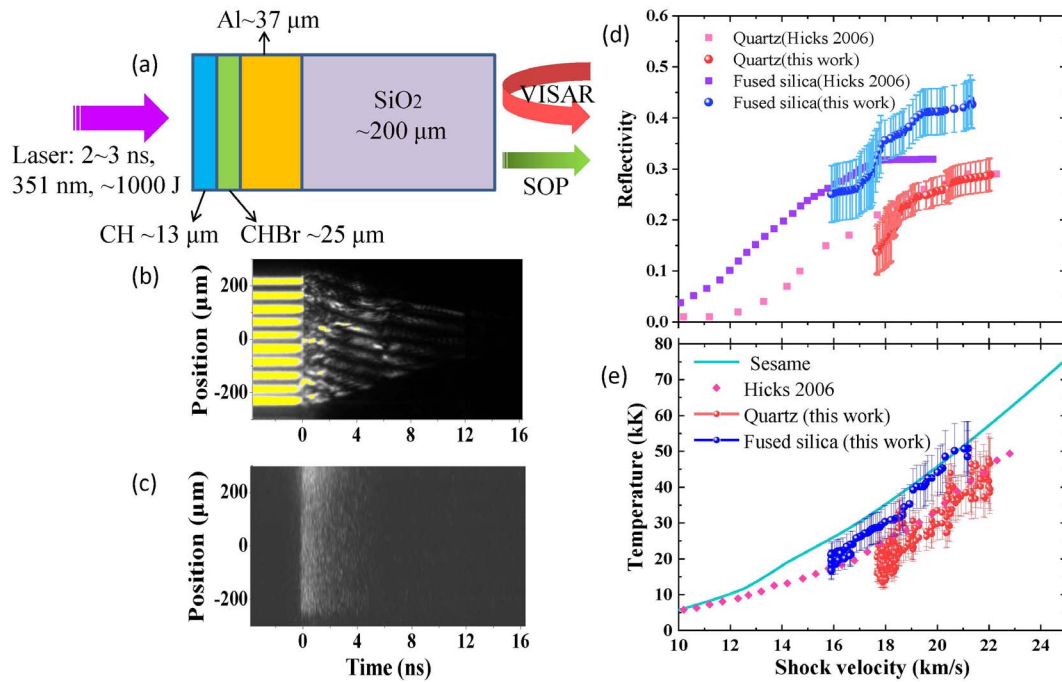 (a)
Al~37 μm
SiO₂
~200 μm
Laser: 2~3 ns,
351 nm, ~1000 J
CH ~13 μm
CHBr ~25 μm
VISAR
SOP
(b)
Position (μm)
200
0
-200
0 4 8 12 16
(c)
Position (μm)
200
0
-200
0 4 8 12 16
Time (ns)
(d)
Reflectivity
0.6
0.5
0.4
0.3
0.2
0.1
0.0
Quartz(Hicks 2006)
Quartz(this work)
Fused silica(Hicks 2006)
Fused silica(this work)
(e)
Temperature (kK)
80
70
60
50
40
30
20
10
0
Sesame
Hicks 2006
Quartz (this work)
Fused silica (this work)
10 12 14 16 18 20 22 24
Shock velocity (km/s)